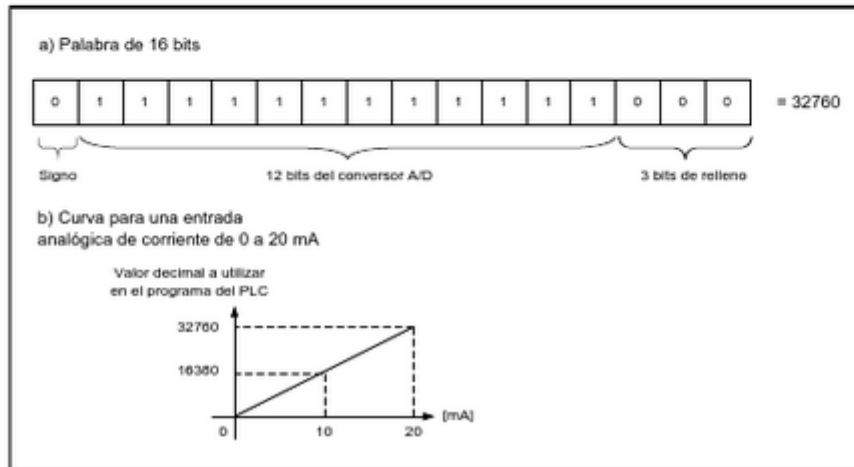 a) Palabra de 16 bits
0 1 1 1 1 1 1 1 1 1 1 1 1 0 0 0 = 32760
Signo 12 bits del conversor A/D 3 bits de relleno
b) Curva para una entrada
analógica de corriente de 0 a 20 mA
Valor decimal a utilizar
en el programa del PLC
32760
16380
0 10 20 [mA]